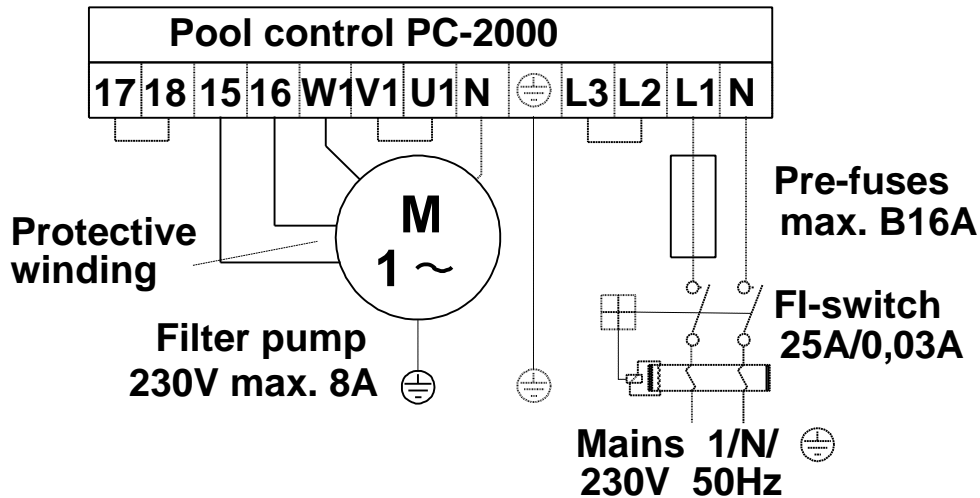 Pool control PC-2000
17 18 15 16 W1 V1 U1 N L3 L2 L1 N
Protective
winding
M
1 ~
Filter pump
230V max. 8A
Pre-fuses
max. B16A
FI-switch
25A/0,03A
Mains 1/N/
230V 50Hz